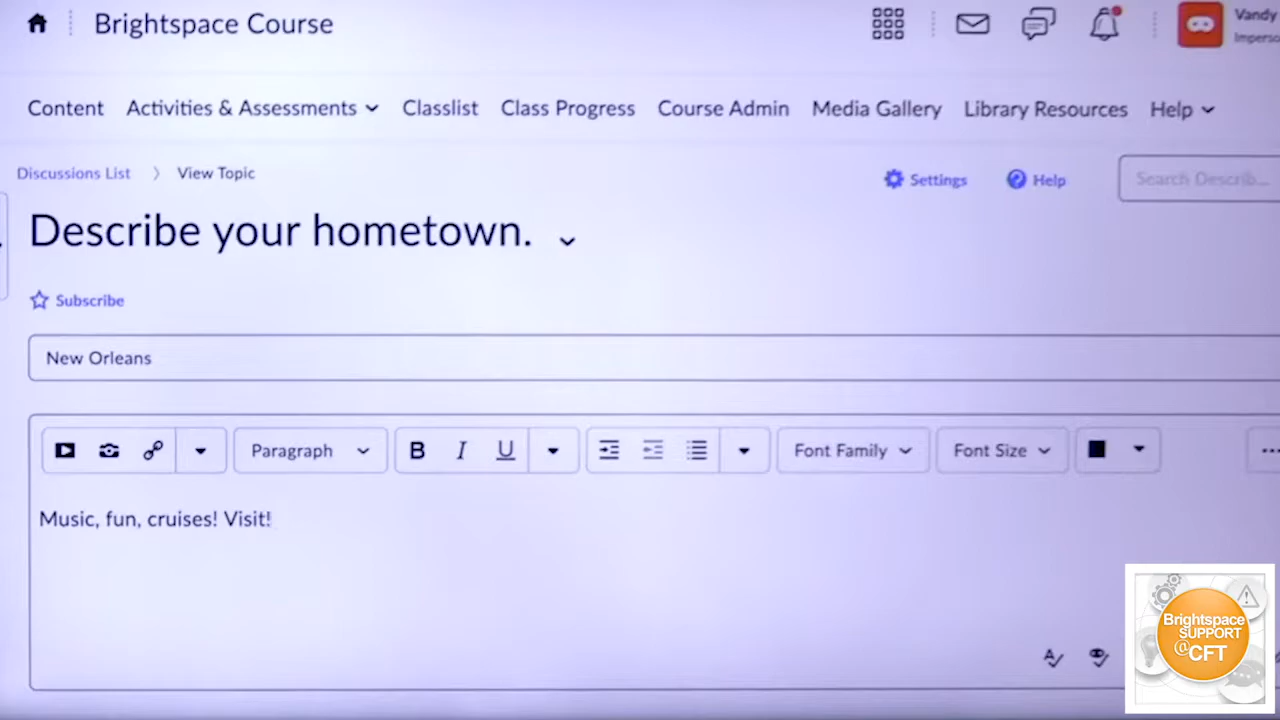 Brightspace Course
Vandy
Content Activities & Assessments Classlist Class Progress Course Admin Media Gallery Library Resources Help
Discussions List View Topic
Settings Help Search Describ...
Describe your hometown.
Subscribe
New Orleans
Paragraph B I U Font Family Font Size
Music, fun, cruises! Visit!
Brightspace
SUPPORT
@CFT